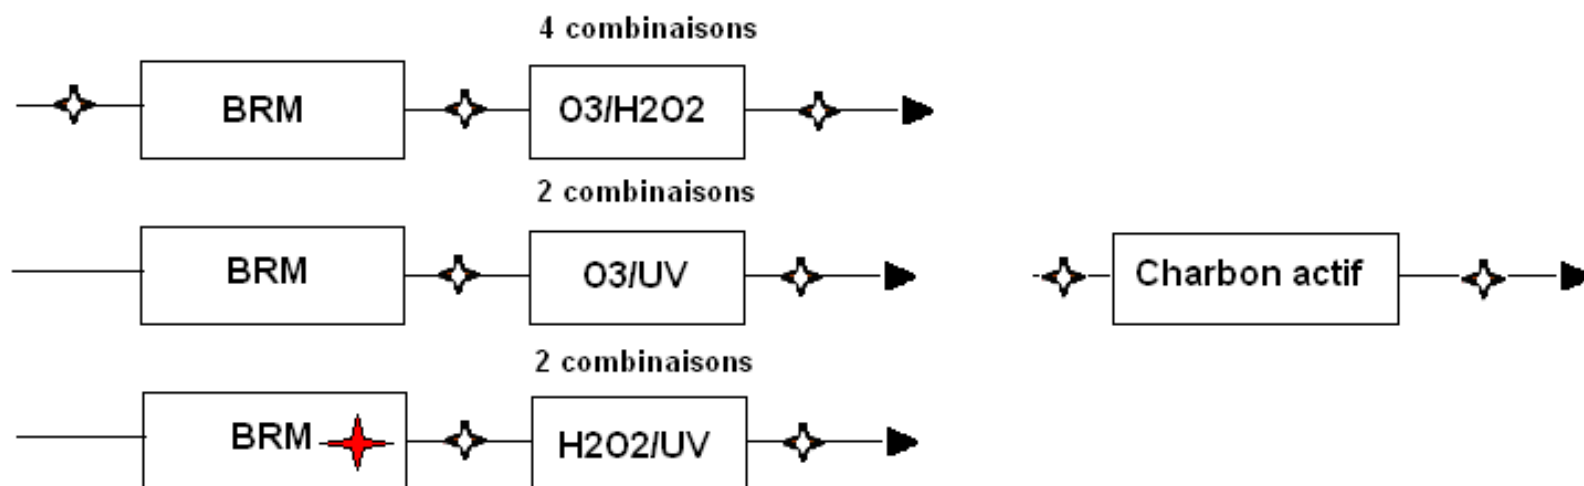 4 combinaisons
BRM
O3/H2O2
2 combinaisons
BRM
O3/UV
Charbon actif
2 combinaisons
BRM
H2O2/UV